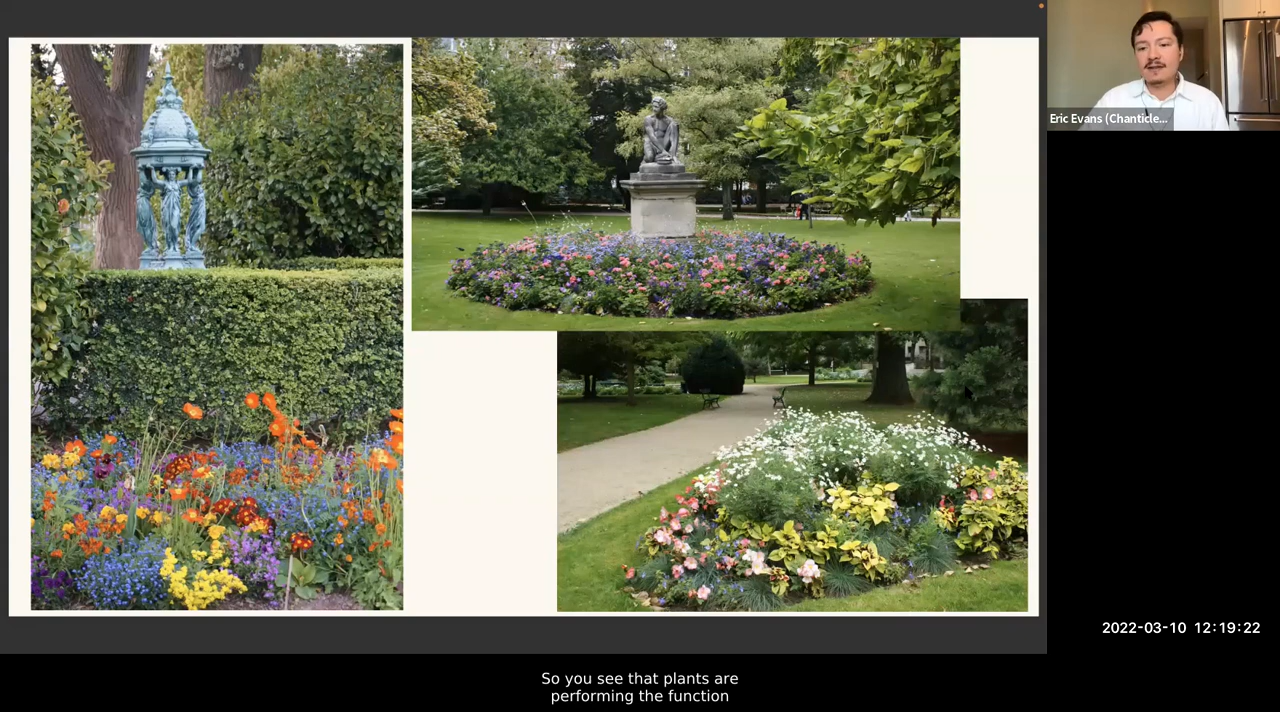 Eric Evans (Chanticle...
2022-03-10 12:19:22
So you see that plants are
performing the function